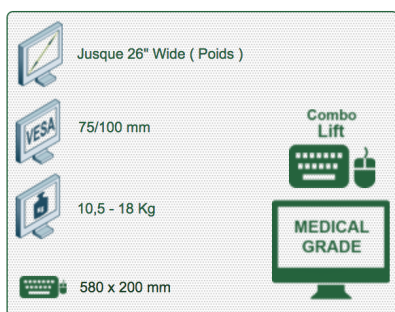 Jusque 26" Wide ( Poids )
VESA
75/100 mm
Combo
Lift
KG
10,5 - 18 Kg
MEDICAL
GRADE
580 x 200 mm